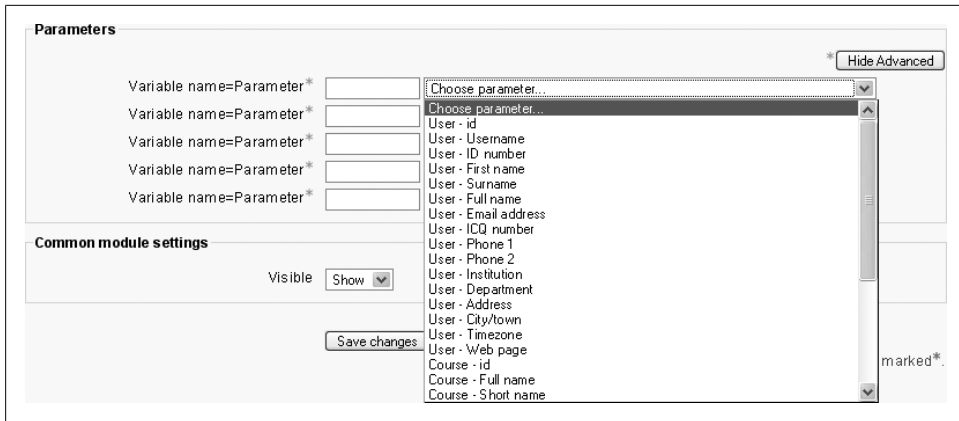 Parameters
* Hide Advanced
Variable name=Parameter* Choose parameter...
Variable name=Parameter* Choose parameter...
Variable name=Parameter* User - id
User - Username
Variable name=Parameter* User - ID number
User - First name
Variable name=Parameter* User - Surname
User - Full name
User - Email address
Common module settings User - ICQ number
User - Phone 1
User - Phone 2
Visible Show User - Institution
User - Department
User - Address
User - City/town
User - Timezone
Save changes User - Web page
Course - id marked*.
Course - Full name
Course - Short name